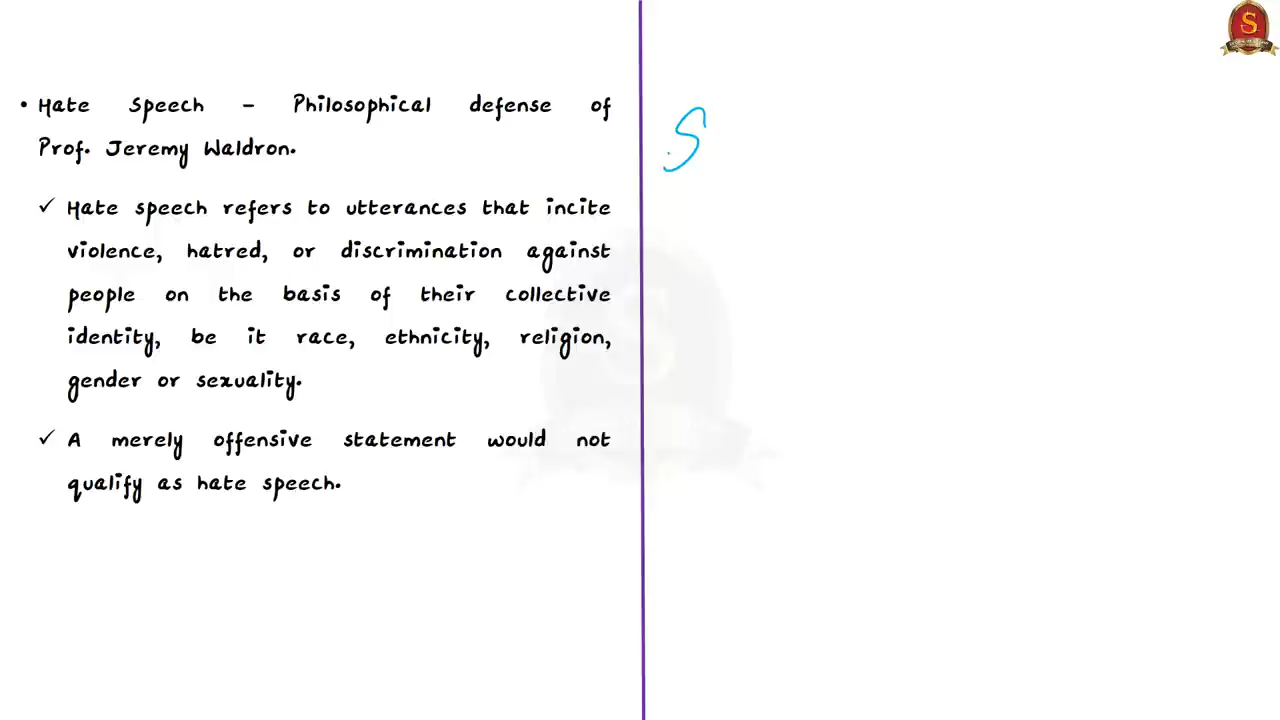 • Hate Speech – Philosophical defense of
Prof. Jeremy Waldron.
✓ Hate speech refers to utterances that incite
violence, hatred, or discrimination against
people on the basis of their collective
identity, be it race, ethnicity, religion,
gender or sexuality.
✓ A merely offensive statement would not
qualify as hate speech.
S
S